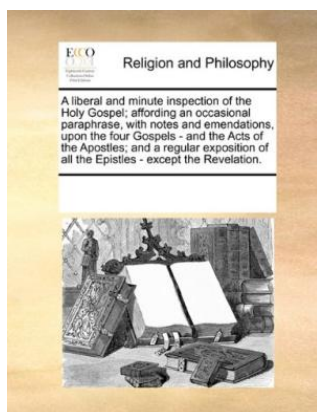 ECCO
Religion and Philosophy
A liberal and minute inspection of the
Holy Gospel; affording an occasional
paraphrase, with notes and emendations,
upon the four Gospels - and the Acts of
the Apostles; and a regular exposition of
all the Epistles - except the Revelation.